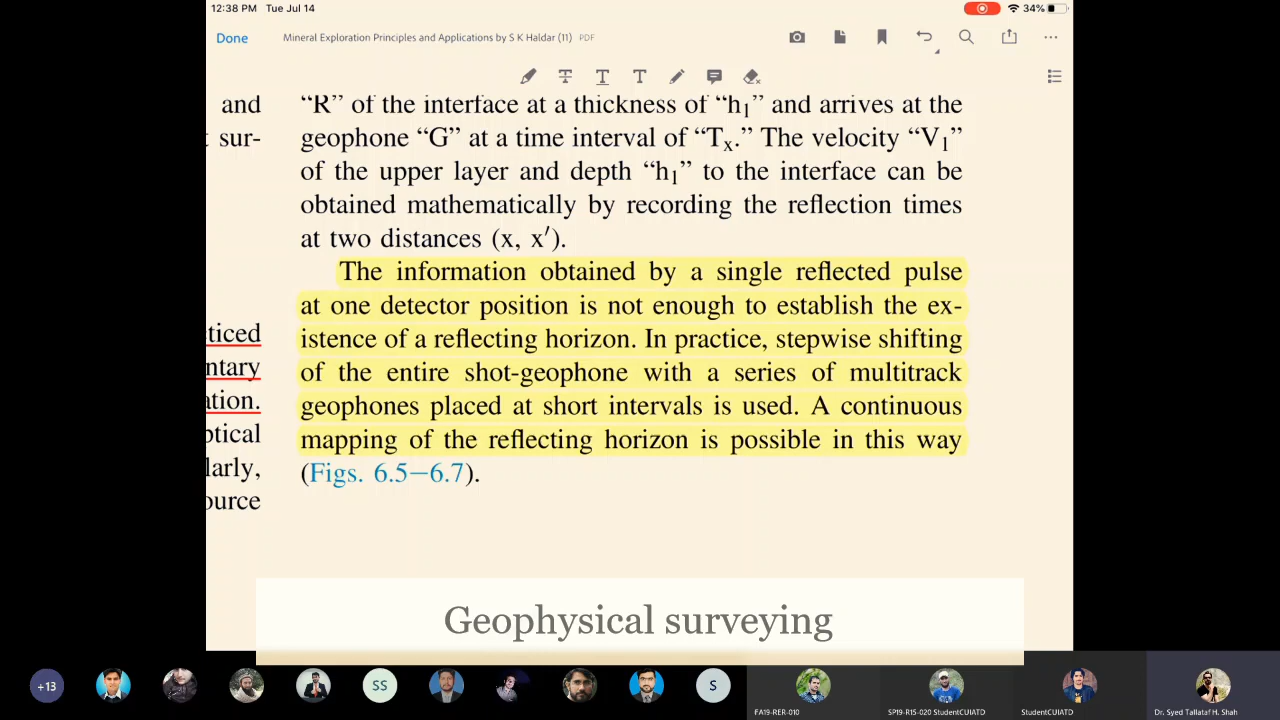 12:38 PM Tue Jul 14
34%
Done
Mineral Exploration Principles and Applications by S K Haldar (11) PDF
and
sur-
ticed
ntary
ation.
ptical
larly,
ource
“R” of the interface at a thickness of “h1” and arrives at the
geophone “G” at a time interval of “Tx.” The velocity “V1”
of the upper layer and depth “h1” to the interface can be
obtained mathematically by recording the reflection times
at two distances (x, x′).
The information obtained by a single reflected pulse
at one detector position is not enough to establish the ex-
istence of a reflecting horizon. In practice, stepwise shifting
of the entire shot-geophone with a series of multitrack
geophones placed at short intervals is used. A continuous
mapping of the reflecting horizon is possible in this way
(Figs. 6.5–6.7).
Geophysical surveying
+13
SS
S
FA19-RER-010
SP19-R15-020 StudentCUIATD
StudentCUIATD
Dr. Syed Tallataf H. Shah